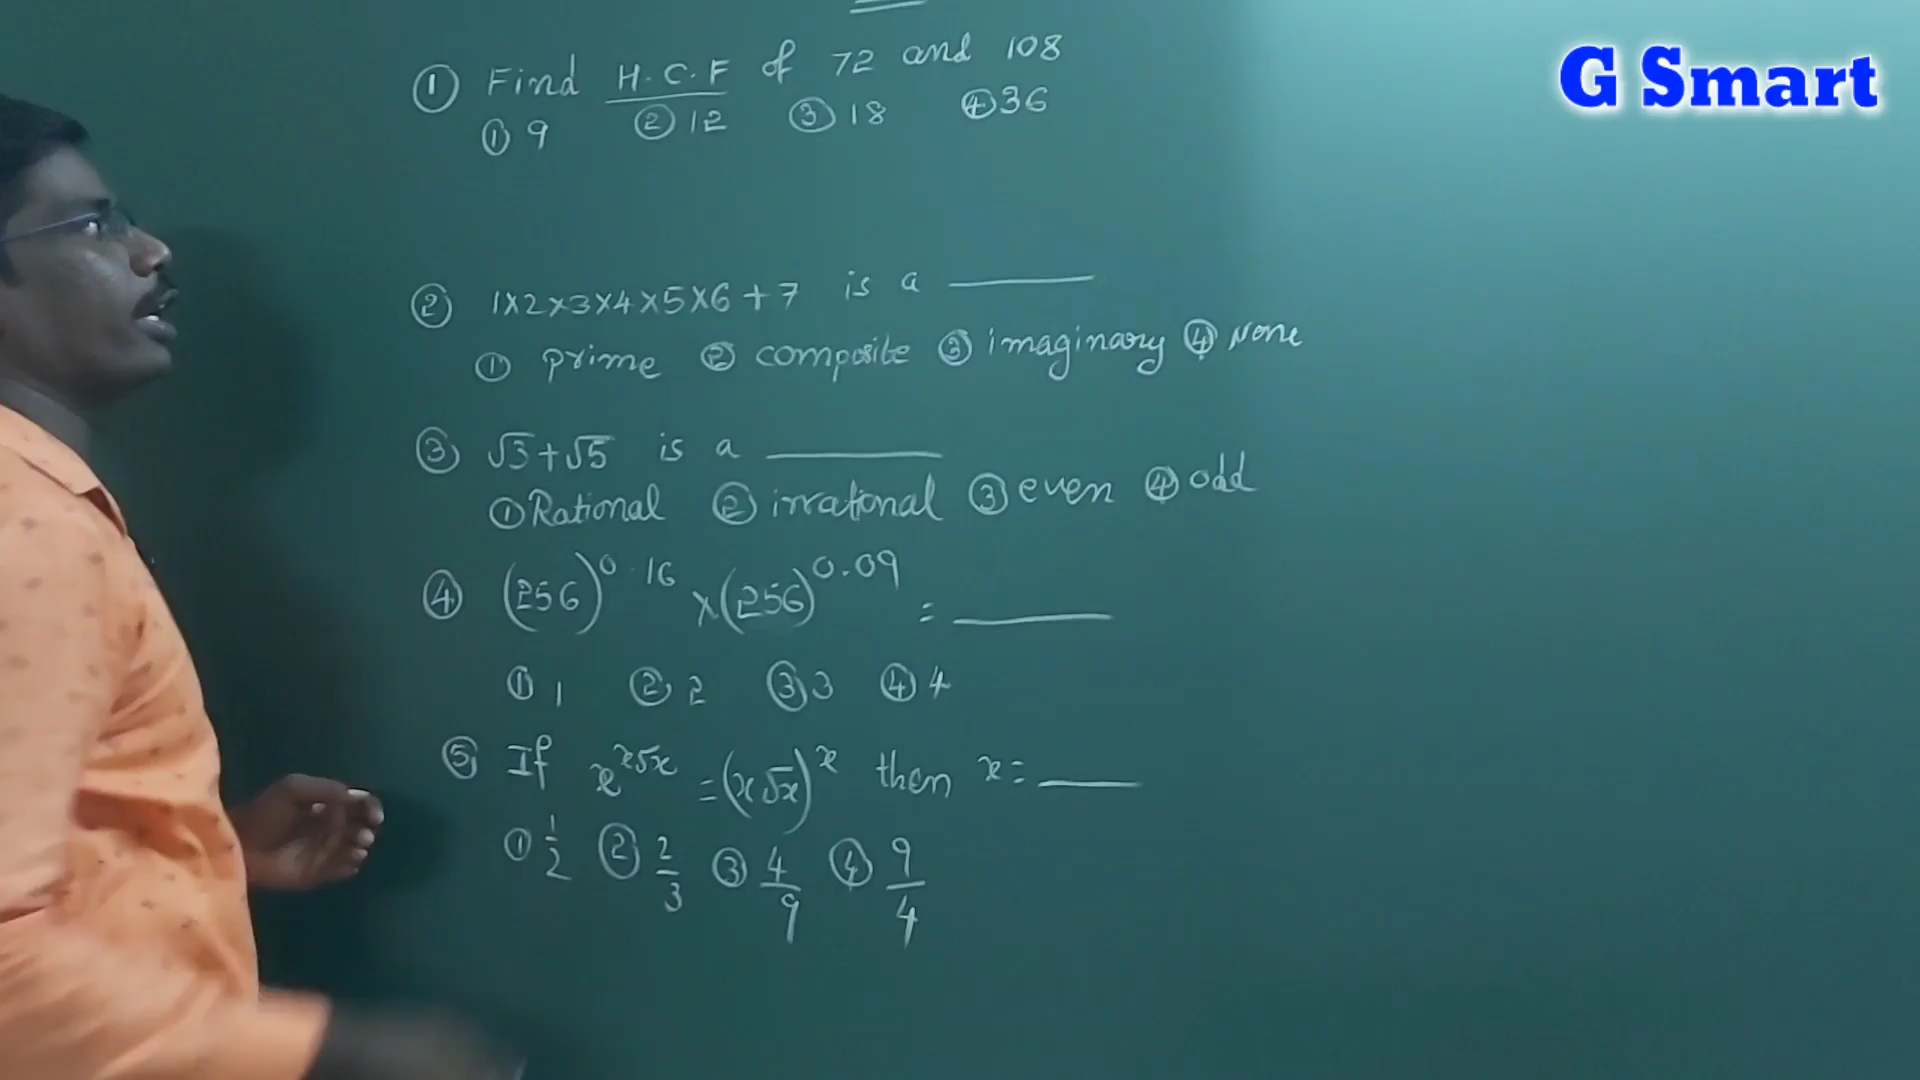 G Smart
① Find H.C.F of 72 and 108
① 9 ② 12 ③ 18 ④ 36
② 1×2×3×4×5×6+7 is a ______
① prime ② composite ③ imaginary ④ None
③ √3+√5 is a ______
① Rational ② irrational ③ even ④ odd
④ (256)^0.16 × (256)^0.09 = ______
① 1 ② 2 ③ 3 ④ 4
⑤ If x^x√x = (x√x)^x then x = ______
① 1/2 ② 2/3 ③ 4/9 ④ 9/4